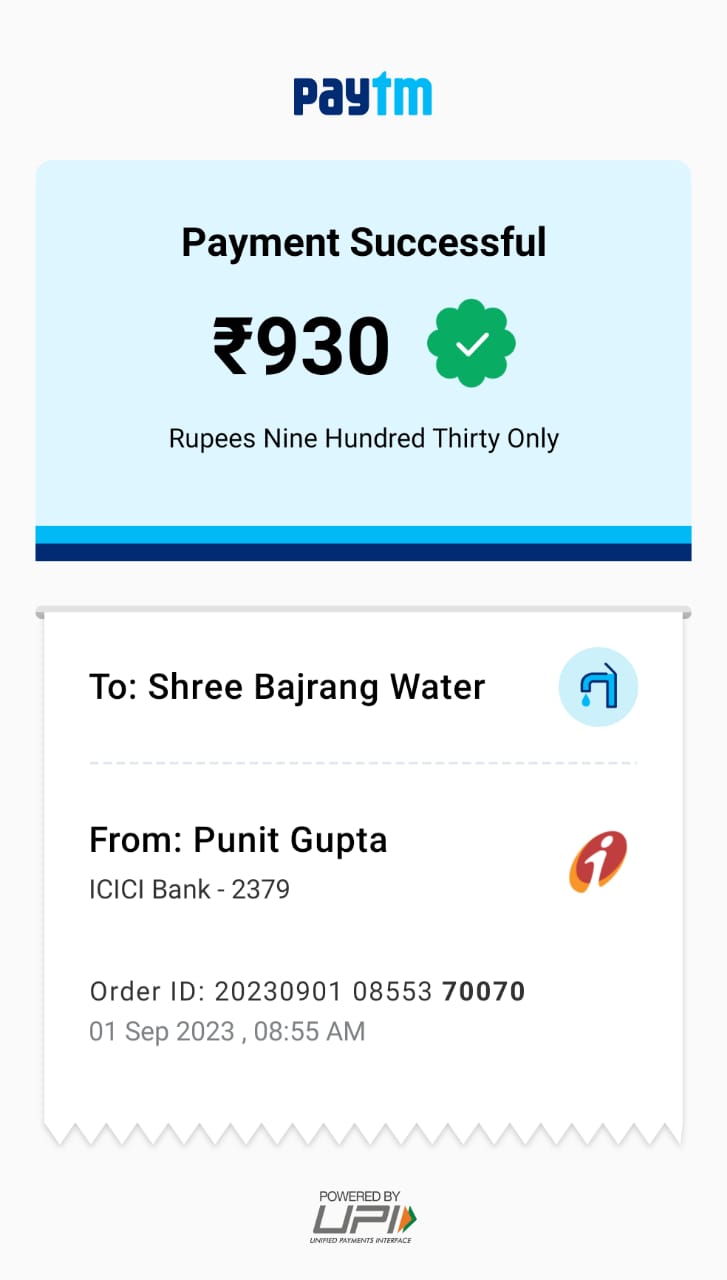 paytm
Payment Successful
₹930
Rupees Nine Hundred Thirty Only
To: Shree Bajrang Water
From: Punit Gupta
ICICI Bank - 2379
Order ID: 20230901 08553 70070
01 Sep 2023 , 08:55 AM
POWERED BY
UPI
UNIFIED PAYMENTS INTERFACE